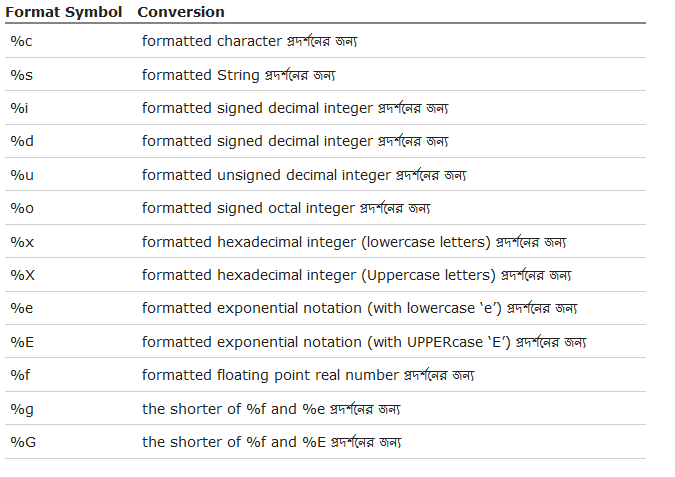 Format Symbol Conversion
%c formatted character প্রদর্শনের জন্য
%s formatted String প্রদর্শনের জন্য
%i formatted signed decimal integer প্রদর্শনের জন্য
%d formatted signed decimal integer প্রদর্শনের জন্য
%u formatted unsigned decimal integer প্রদর্শনের জন্য
%o formatted signed octal integer প্রদর্শনের জন্য
%x formatted hexadecimal integer (lowercase letters) প্রদর্শনের জন্য
%X formatted hexadecimal integer (Uppercase letters) প্রদর্শনের জন্য
%e formatted exponential notation (with lowercase ‘e’) প্রদর্শনের জন্য
%E formatted exponential notation (with UPPERcase ‘E’) প্রদর্শনের জন্য
%f formatted floating point real number প্রদর্শনের জন্য
%g the shorter of %f and %e প্রদর্শনের জন্য
%G the shorter of %f and %E প্রদর্শনের জন্য